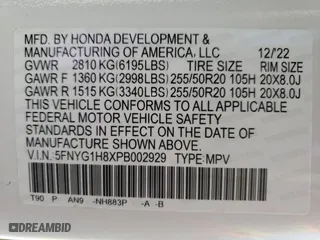 MFD. BY HONDA DEVELOPMENT &
MANUFACTURING OF AMERICA, LLC 12/'22
GVWR 2810 KG(6195LBS) RIM SIZE
GAWR F 1360 KG(2998LBS) 255/50R20 105H 20X8.0J
GAWR R 1515 KG(3340LBS) 255/50R20 105H 20X8.0J
THIS VEHICLE CONFORMS TO ALL APPLICABLE
FEDERAL MOTOR VEHICLE SAFETY
STANDARDS IN EFFECT ON THE DATE OF
MANUFACTURE SHOWN ABOVE.
V.I.N. 5FNYG1H8XPB002929 TYPE:MPV
T90 P AN9 -NH883P -A -B
DEALERSHIP.COM